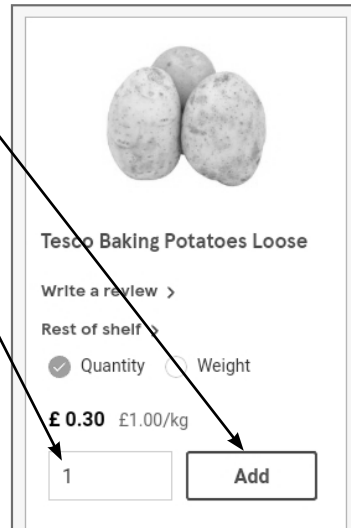 Tesco Baking Potatoes Loose
Write a review >
Rest of shelf >
Quantity Weight
£ 0.30 £1.00/kg
1 Add